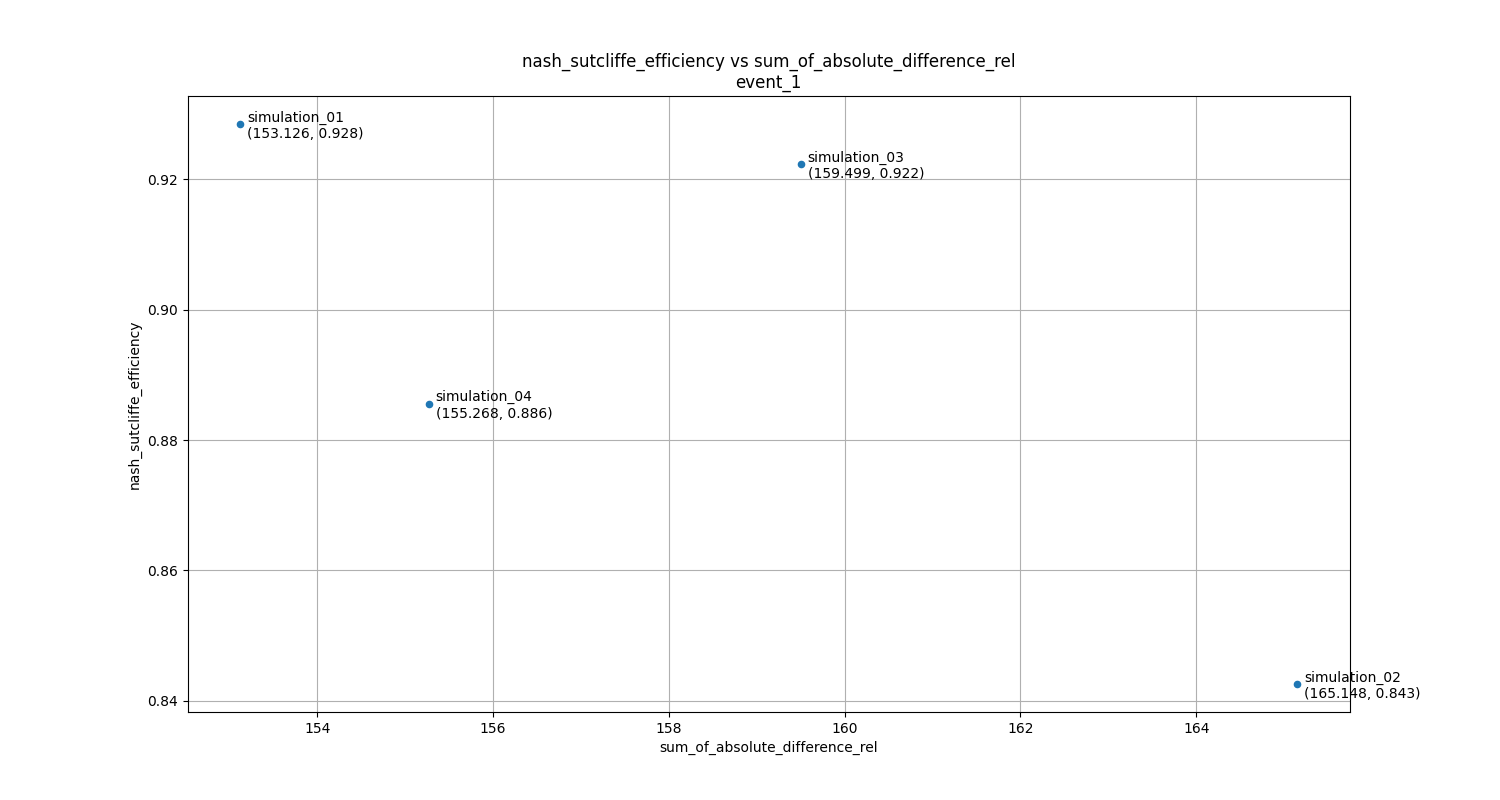 nash_sutcliffe_efficiency vs sum_of_absolute_difference_rel
event_1
simulation_01
(153.126, 0.928)
simulation_03
(159.499, 0.922)
0.92
0.90
nash_sutcliffe_efficiency
simulation_04
(155.268, 0.886)
0.88
0.86
simulation_02
(165.148, 0.843)
0.84
154
156
158
160
162
164
sum_of_absolute_difference_rel